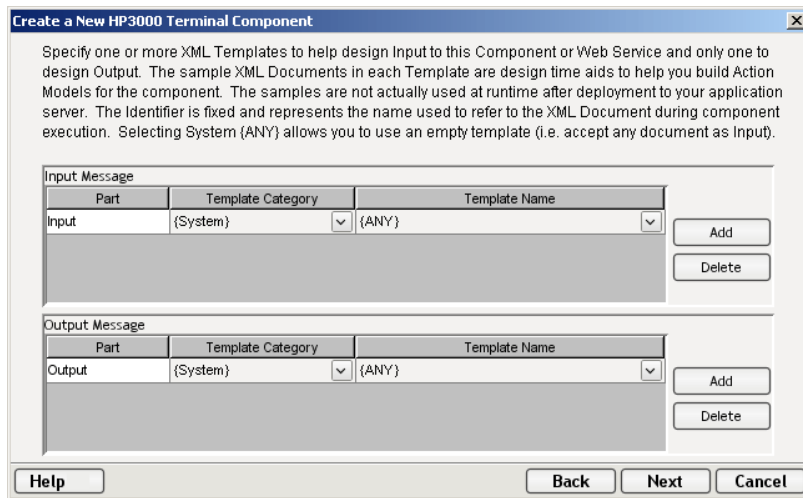 Create a New HP3000 Terminal Component
Specify one or more XML Templates to help design Input to this Component or Web Service and only one to
design Output. The sample XML Documents in each Template are design time aids to help you build Action
Models for the component. The samples are not actually used at runtime after deployment to your application
server. The Identifier is fixed and represents the name used to refer to the XML Document during component
execution. Selecting System {ANY} allows you to use an empty template (i.e. accept any document as Input).
Input Message
Part Template Category Template Name
Input {System} {ANY}
Add
Delete
Output Message
Part Template Category Template Name
Output {System} {ANY}
Add
Delete
Help Back Next Cancel